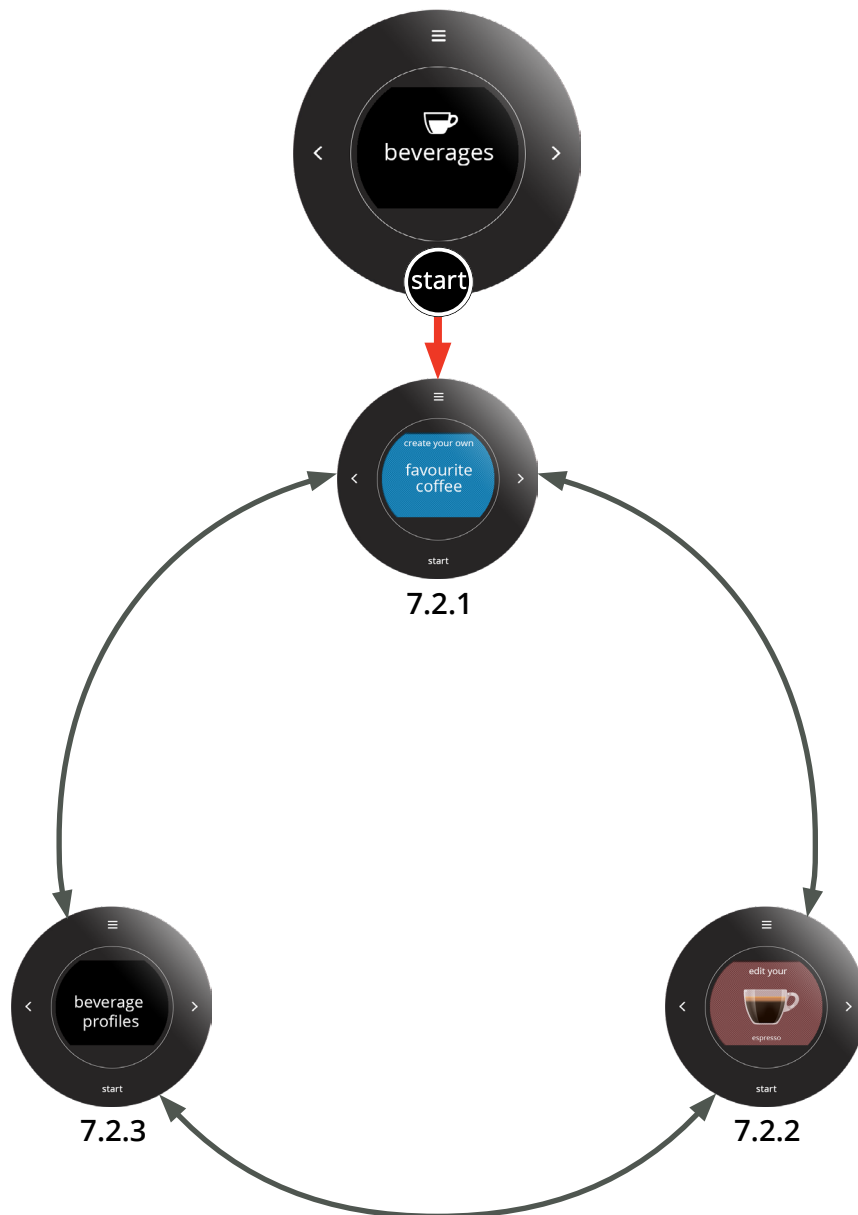 beverages
start
create your own
favourite
coffee
start
7.2.1
beverage
profiles
start
7.2.3
edit your
espresso
start
7.2.2